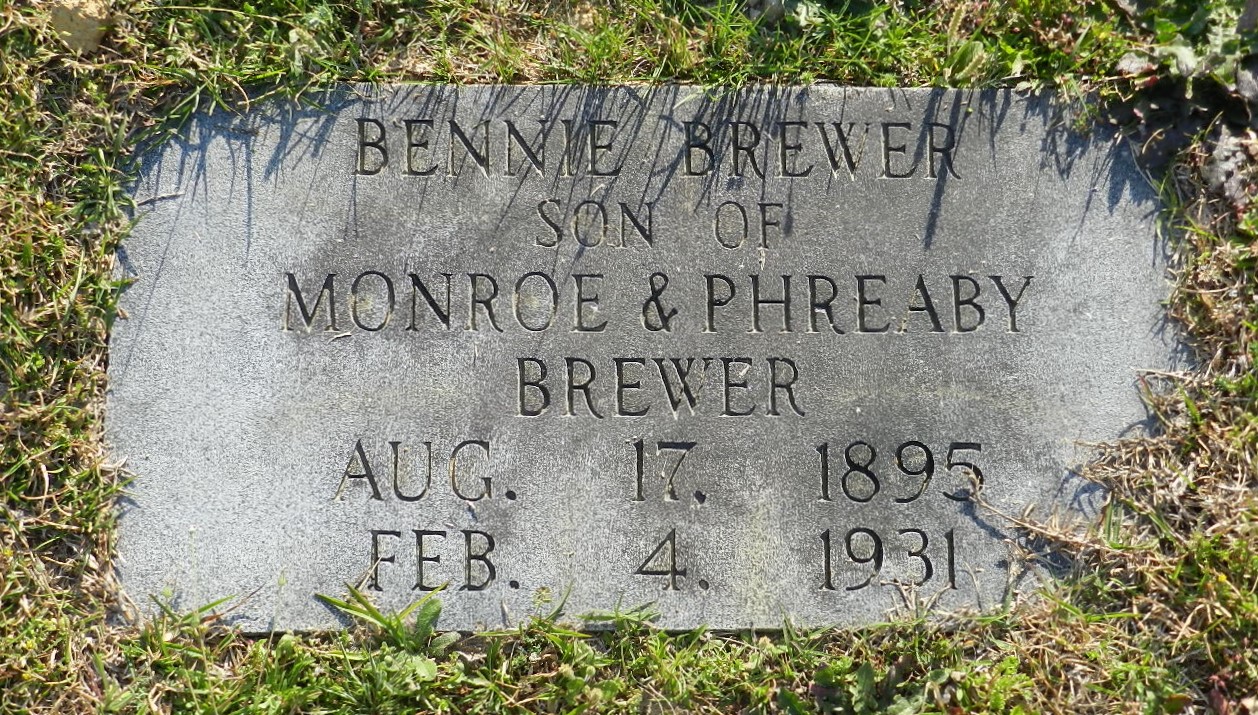 BENNIE BREWER
SON OF
MONROE & PHREABY
BREWER
AUG. 17. 1895
FEB. 4. 1931